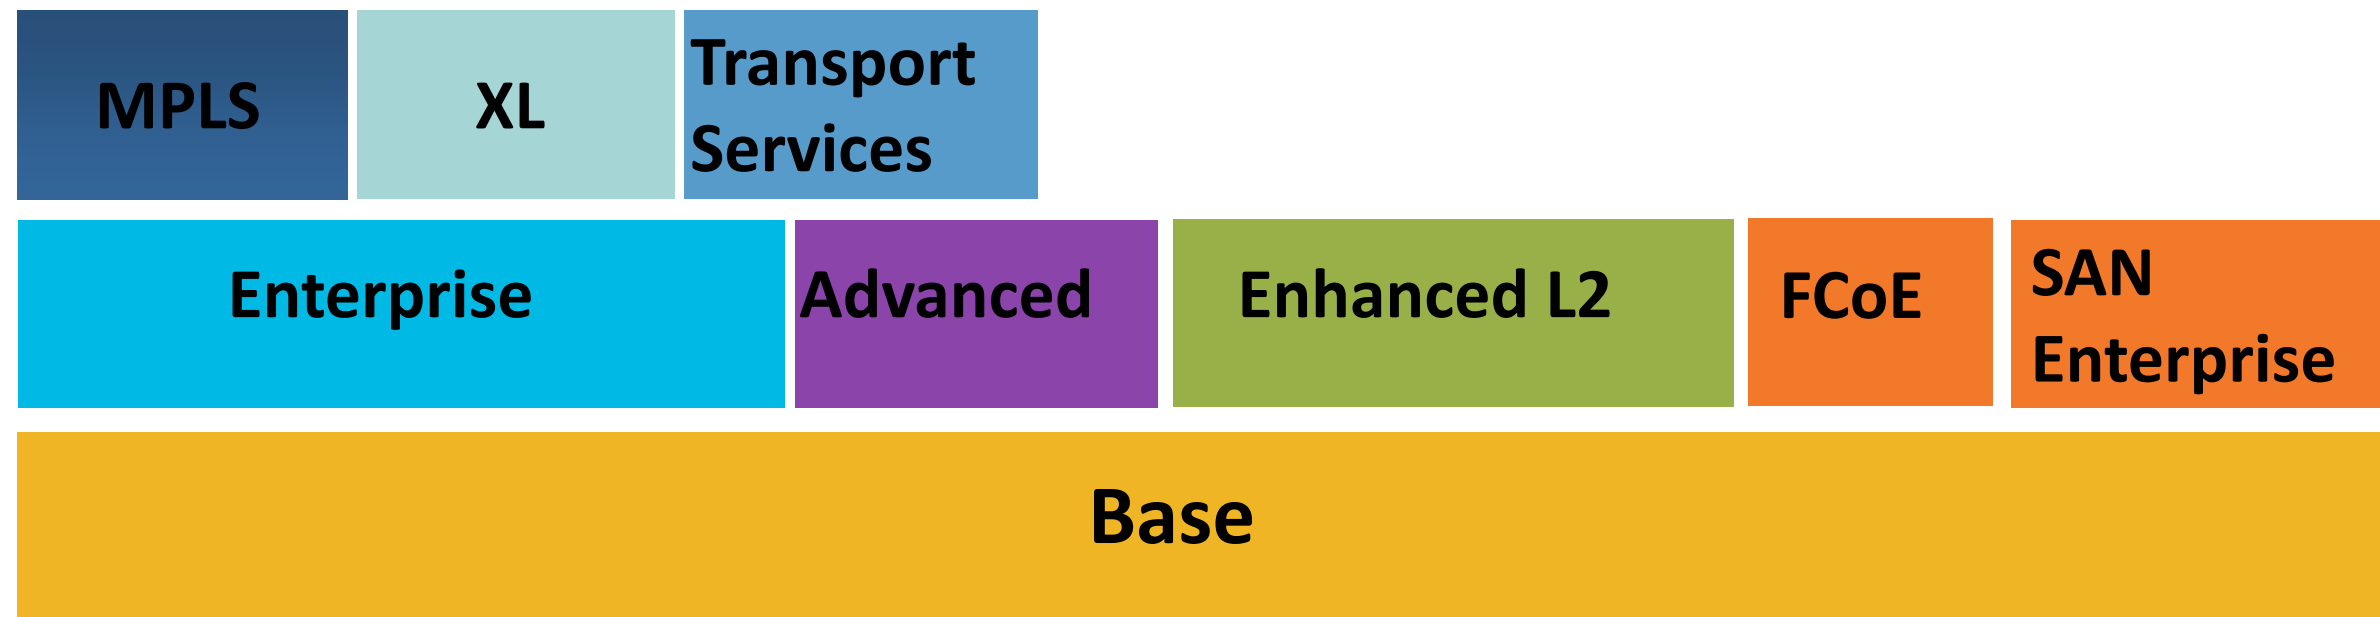 MPLS
XL
Transport
Services
Enterprise
Advanced
Enhanced L2
FCoE
SAN
Enterprise
Base